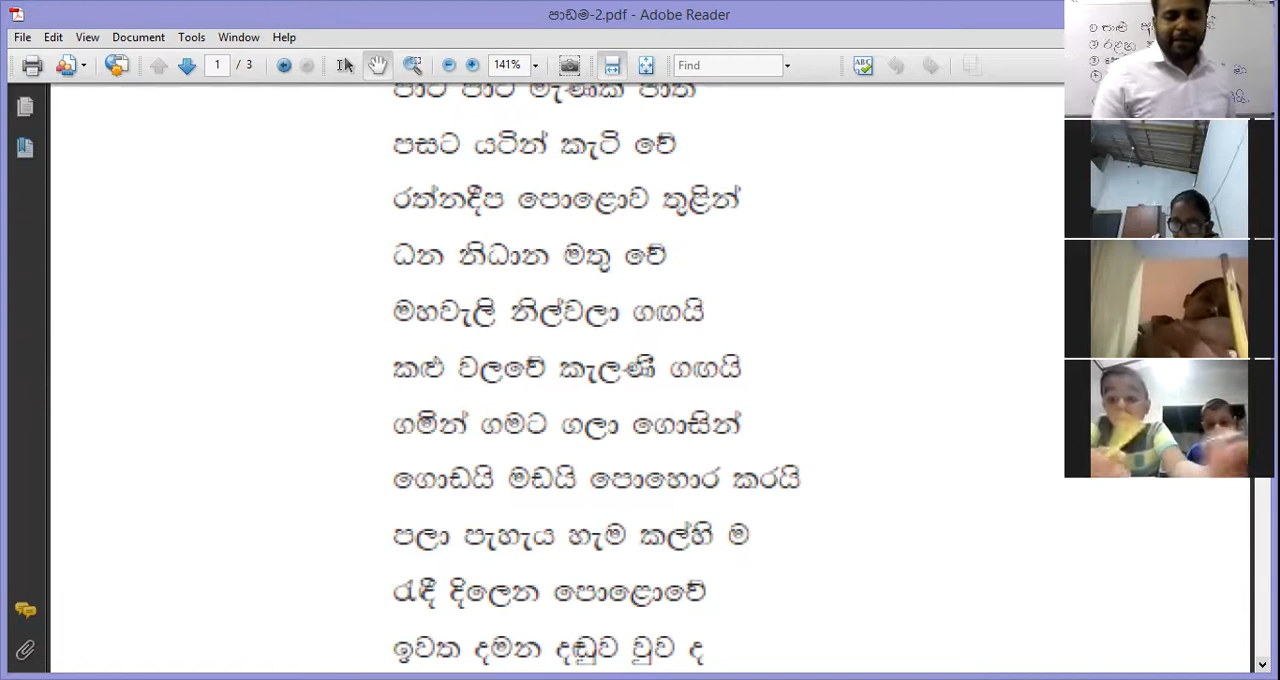 පාඩම-2.pdf - Adobe Reader
File Edit View Document Tools Window Help
1 / 3 141% Find
පාට පාට මැණික් පාත
පසට යටින් කැටි වේ
රත්නදීප පොළොව තුළින්
ධන නිධාන මතු වේ
මහවැලි නිල්වලා ගඟයි
කළු වලවේ කැලණි ගඟයි
ගමින් ගමට ගලා ගොසින්
ගොඩයි මඩයි පොහොර කරයි
පලා පැහැය හැම කල්හි ම
රැඳී දිලෙන පොළොවේ
ඉවත දමන දඬුව වුව ද